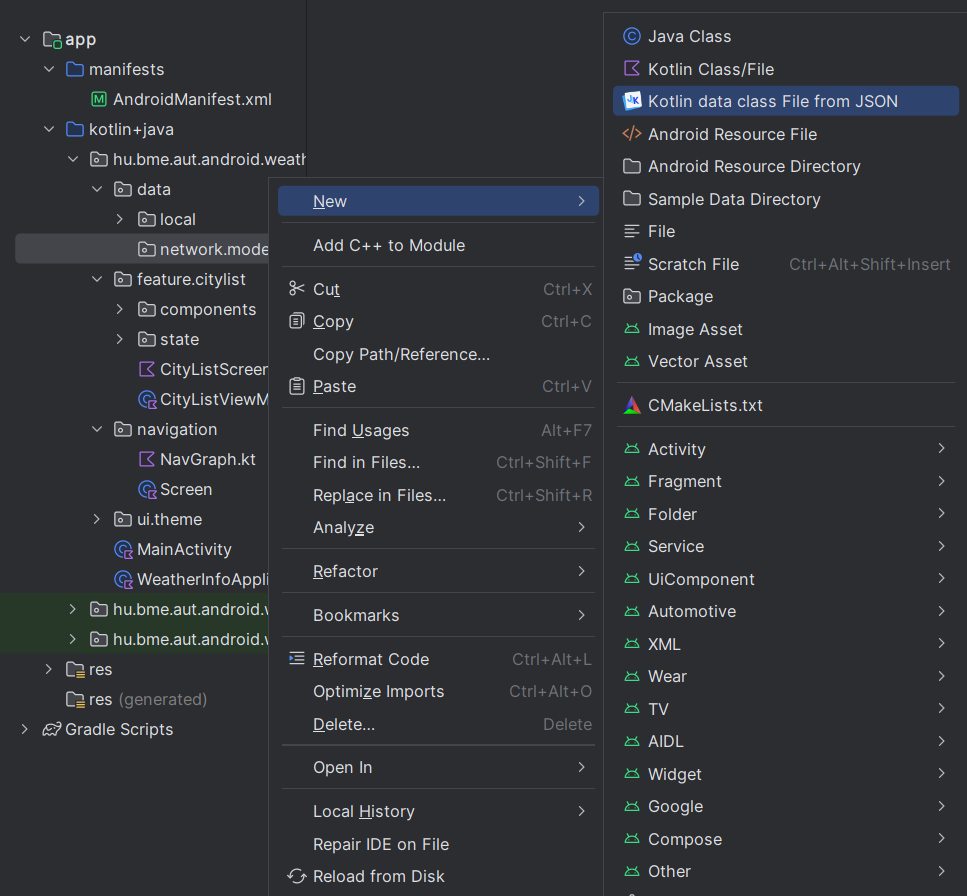 app
manifests
AndroidManifest.xml
kotlin+java
hu.bme.aut.android.weath
data
local
network.mode
feature.citylist
components
state
CityListScreer
CityListViewM
navigation
NavGraph.kt
Screen
ui.theme
MainActivity
WeatherInfoAppli
hu.bme.aut.android.w
hu.bme.aut.android.w
res
res (generated)
Gradle Scripts
New
Add C++ to Module
Cut Ctrl+X
Copy Ctrl+C
Copy Path/Reference...
Paste Ctrl+V
Find Usages Alt+F7
Find in Files... Ctrl+Shift+F
Replace in Files... Ctrl+Shift+R
Analyze
Refactor
Bookmarks
Reformat Code Ctrl+Alt+L
Optimize Imports Ctrl+Alt+O
Delete... Delete
Open In
Local History
Repair IDE on File
Reload from Disk
Java Class
Kotlin Class/File
Kotlin data class File from JSON
Android Resource File
Android Resource Directory
Sample Data Directory
File
Scratch File Ctrl+Alt+Shift+Insert
Package
Image Asset
Vector Asset
CMakeLists.txt
Activity
Fragment
Folder
Service
UiComponent
Automotive
XML
Wear
TV
AIDL
Widget
Google
Compose
Other